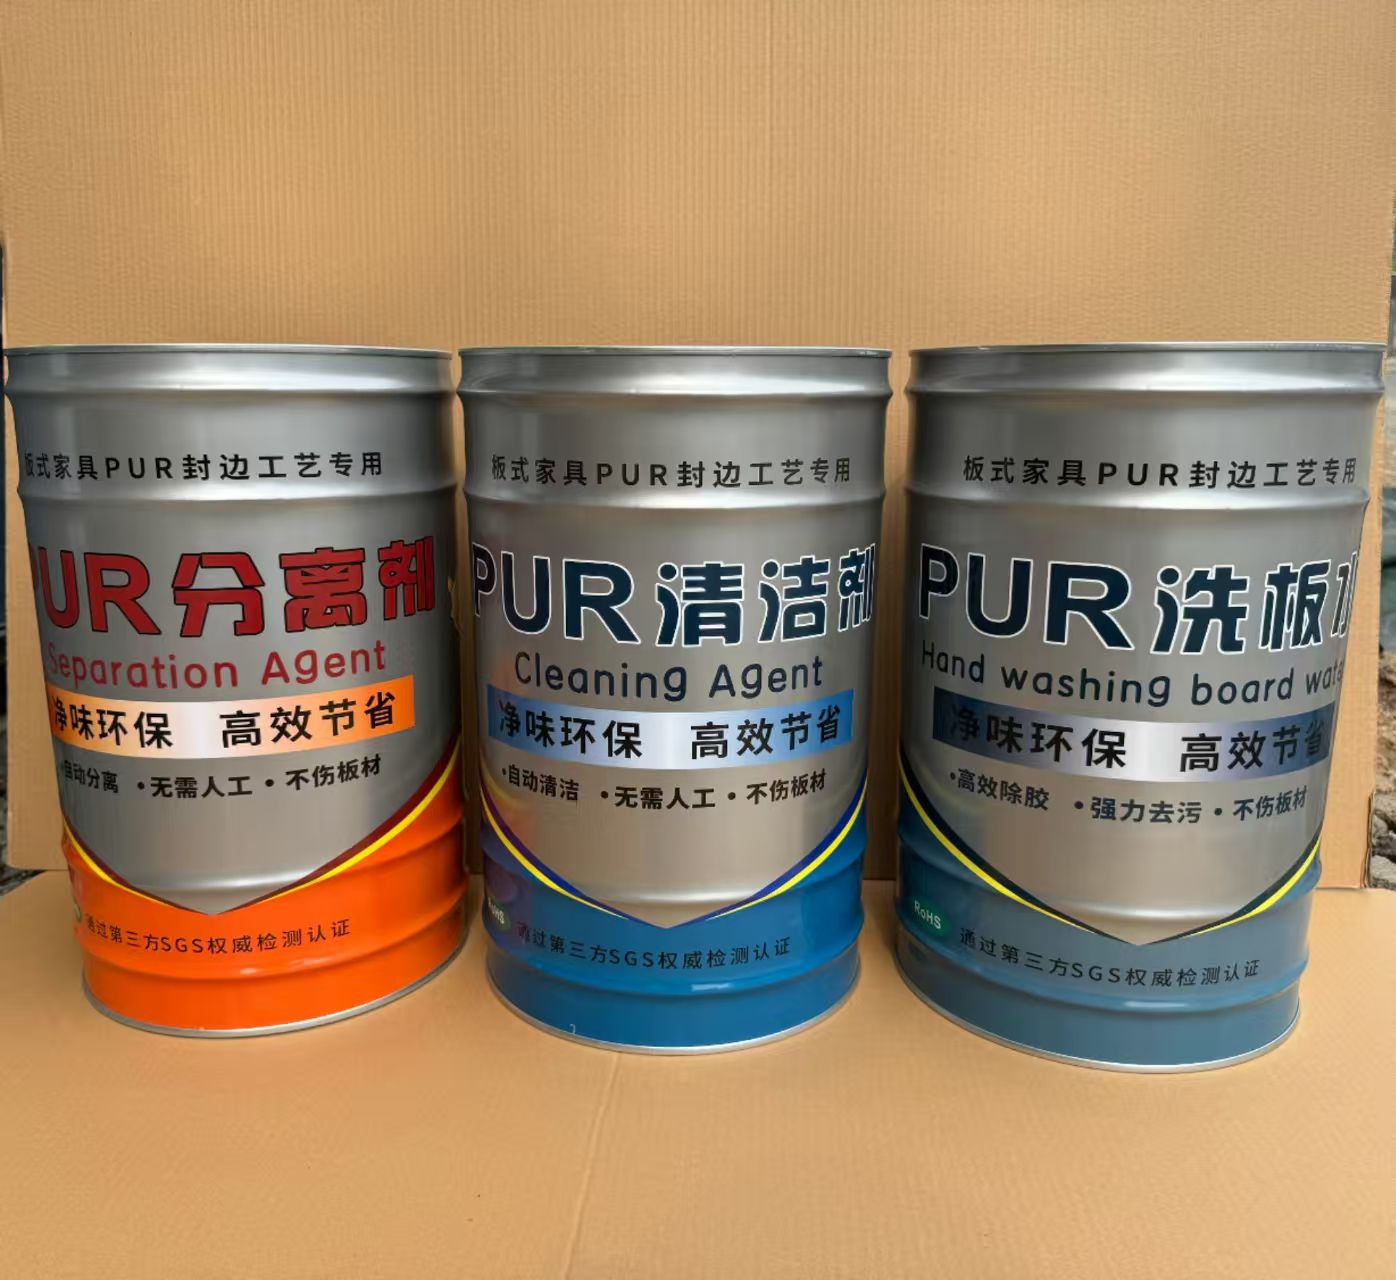 板式家具PUR封边工艺专用
PUR分离剂
Separation Agent
净味环保 高效节省
自动分离 •无需人工•不伤板材
通过第三方SGS权威检测认证
板式家具PUR封边工艺专用
PUR清洁剂
Cleaning Agent
净味环保 高效节省
•自动清洁 •无需人工•不伤板材
RoHS
通过第三方SGS权威检测认证
板式家具PUR封边工艺专用
PUR洗板水
Hand washing board wate
净味环保 高效节省
•高效除胶 •强力去污•不伤板材
RoHS
通过第三方SGS权威检测认证